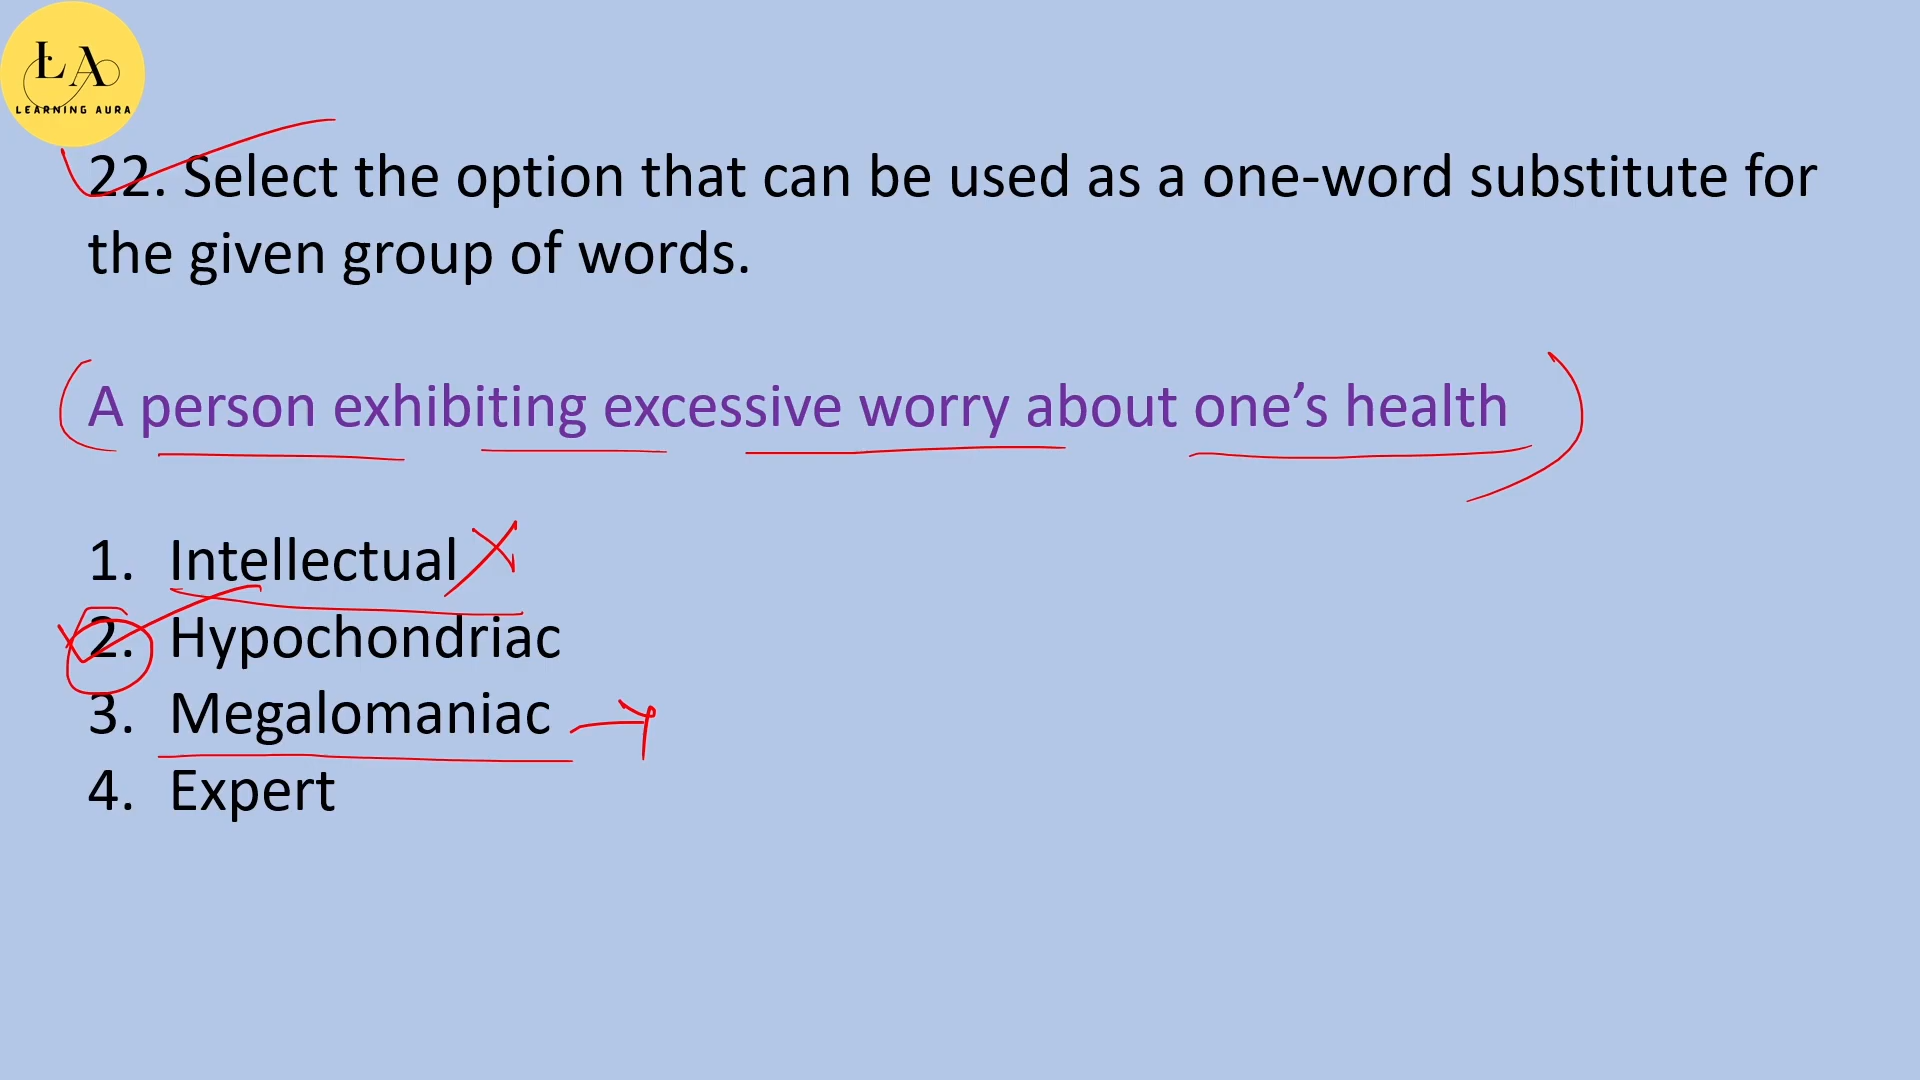 LA
LEARNING AURA
22. Select the option that can be used as a one-word substitute for
the given group of words.
A person exhibiting excessive worry about one’s health
1. Intellectual
2. Hypochondriac
3. Megalomaniac
4. Expert